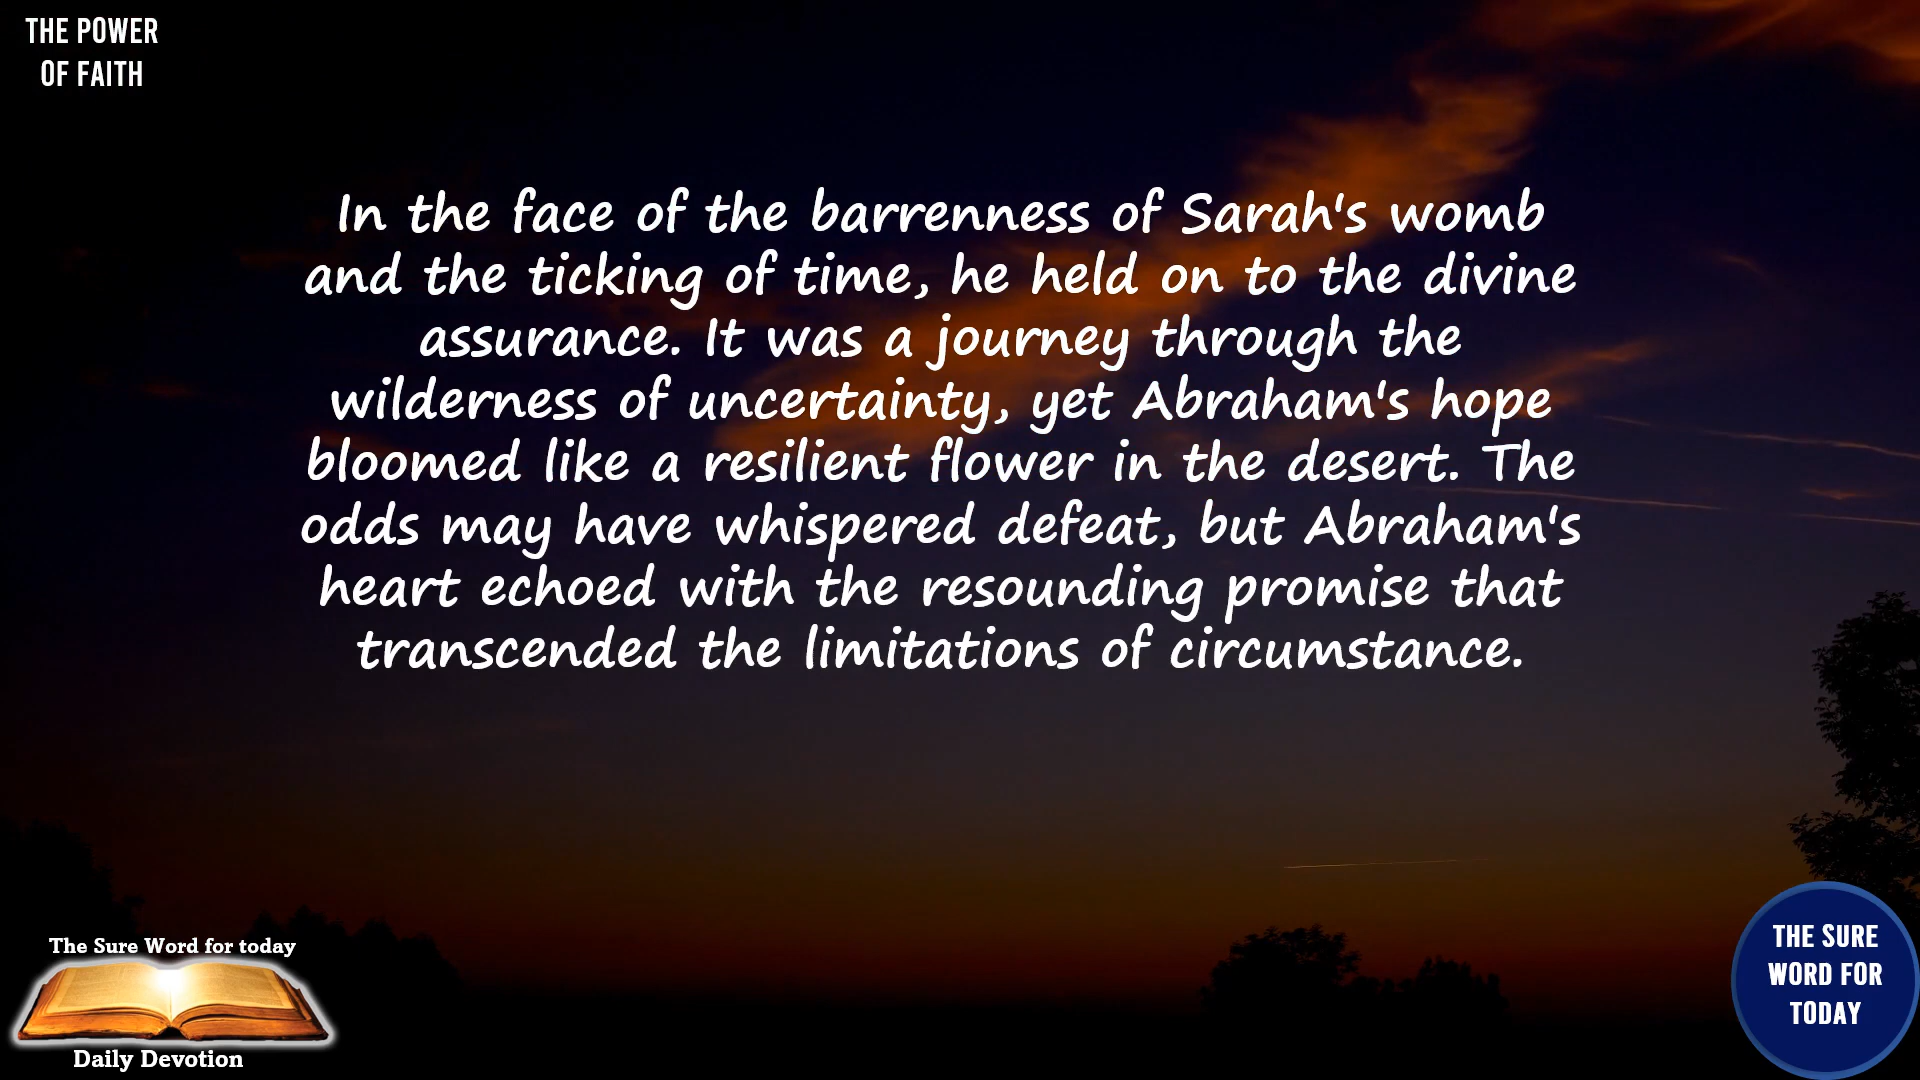 THE POWER
OF FAITH
In the face of the barrenness of Sarah's womb
and the ticking of time, he held on to the divine
assurance. It was a journey through the
wilderness of uncertainty, yet Abraham's hope
bloomed like a resilient flower in the desert. The
odds may have whispered defeat, but Abraham's
heart echoed with the resounding promise that
transcended the limitations of circumstance.
The Sure Word for today
Daily Devotion
THE SURE
WORD FOR
TODAY